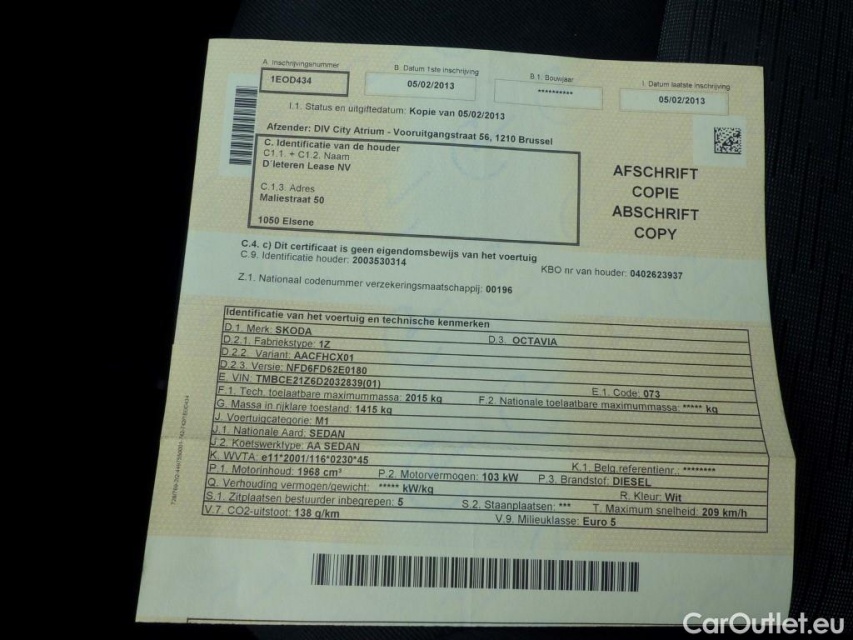 A. Inschrijvingsnummer B. Datum 1ste inschrijving B.1. Bouwjaar I. Datum laatste inschrijving
1EOD434 05/02/2013 ********** 05/02/2013
I.1. Status en uitgiftedatum: Kopie van 05/02/2013
Afzender: DIV City Atrium - Vooruitgangstraat 56, 1210 Brussel
C. Identificatie van de houder
C1.1. + C1.2. Naam
D'Ieteren Lease NV
C.1.3. Adres
Maliestraat 50
1050 Elsene
AFSCHRIFT
COPIE
ABSCHRIFT
COPY
C.4. c) Dit certificaat is geen eigendomsbewijs van het voertuig
C.9. Identificatie houder: 2003530314 KBO nr van houder: 0402623937
Z.1. Nationaal codenummer verzekeringsmaatschappij: 00196
Identificatie van het voertuig en technische kenmerken
D.1. Merk: SKODA D.3. OCTAVIA
D.2.1. Fabriekstype: 1Z
D.2.2. Variant: AACFHCX01
D.2.3. Versie: NFD6FD62E0180
E. VIN: TMBCE21Z6D2032839(01) E.1. Code: 073
F.1. Tech. toelaatbare maximummassa: 2015 kg F.2. Nationale toelaatbare maximummassa: ***** kg
G. Massa in rijklare toestand: 1415 kg
J. Voertuigcategorie: M1
J.1. Nationale Aard: SEDAN
J.2. Koetswerktype: AA SEDAN
K. WVTA: e11*2001/116*0230*45 K.1. Belg.referentienr.: ********
P.1. Motorinhoud: 1968 cm³ P.2. Motorvermogen: 103 kW P.3. Brandstof: DIESEL
Q. Verhouding vermogen/gewicht: ***** kW/kg R. Kleur: Wit
S.1. Zitplaatsen bestuurder inbegrepen: 5 S.2. Staanplaatsen: *** T. Maximum snelheid: 209 km/h
V.7. CO2-uitstoot: 138 g/km V.9. Milieuklasse: Euro 5
CarOutlet.eu